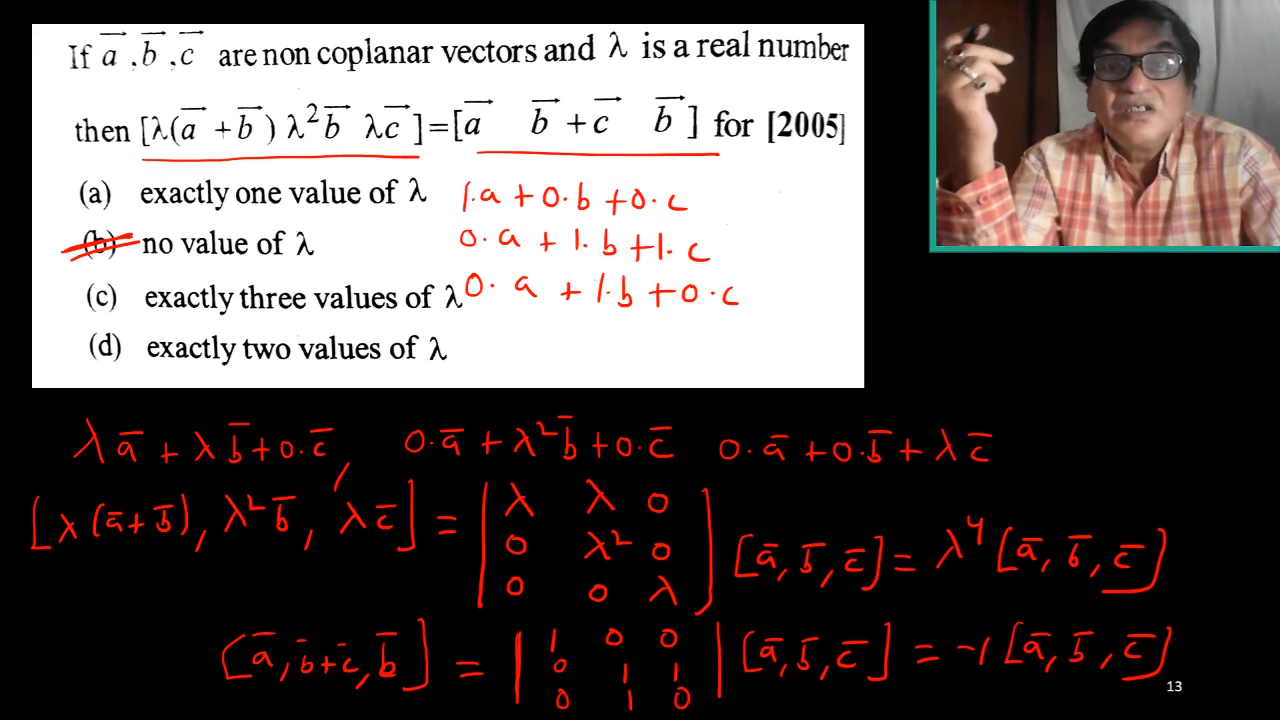 If a⃗ , b⃗ , c⃗ are non coplanar vectors and λ is a real number
then [λ(a⃗ + b⃗) λ²b⃗ λc⃗ ] = [a⃗ b⃗ + c⃗ b⃗ ] for [2005]
(a) exactly one value of λ
(b) no value of λ
(c) exactly three values of λ
(d) exactly two values of λ
1.a + 0.b + 0.c
0.a + 1.b + 1.c
0.a + 1.b + 0.c
λa̅ + λb̅ + 0.c̅, 0.a̅ + λ²b̅ + 0.c̅ 0.a̅ + 0.b̅ + λc̅
[λ(a̅ + b̅), λ²b̅, λc̅] = | λ λ 0 | [a̅, b̅, c̅] = λ⁴ [a̅, b̅, c̅]
0 λ² 0
0 0 λ
[a̅, b̅ + c̅, b̅] = | 1 0 0 | [a̅, b̅, c̅] = -1 [a̅, b̅, c̅]
0 1 1
0 1 0
13